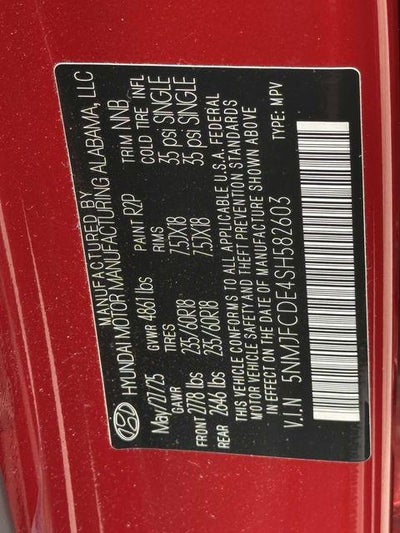 MANUFACTURED BY
HYUNDAI MOTOR MANUFACTURING ALABAMA, LLC
May/27/25 GVWR 4861 lbs PAINT R2P TRIM NNB
GAWR TIRES RIMS COLD TIRE INFL
FRONT 2778 lbs 235/60R18 7.5JX18 35 psi SINGLE
REAR 2646 lbs 235/60R18 7.5JX18 35 psi SINGLE
THIS VEHICLE CONFORMS TO ALL APPLICABLE U.S.A. FEDERAL
MOTOR VEHICLE SAFETY AND THEFT PREVENTION STANDARDS
IN EFFECT ON THE DATE OF MANUFACTURE SHOWN ABOVE
V.I.N 5NMJFCDE4SH582603 TYPE: MPV